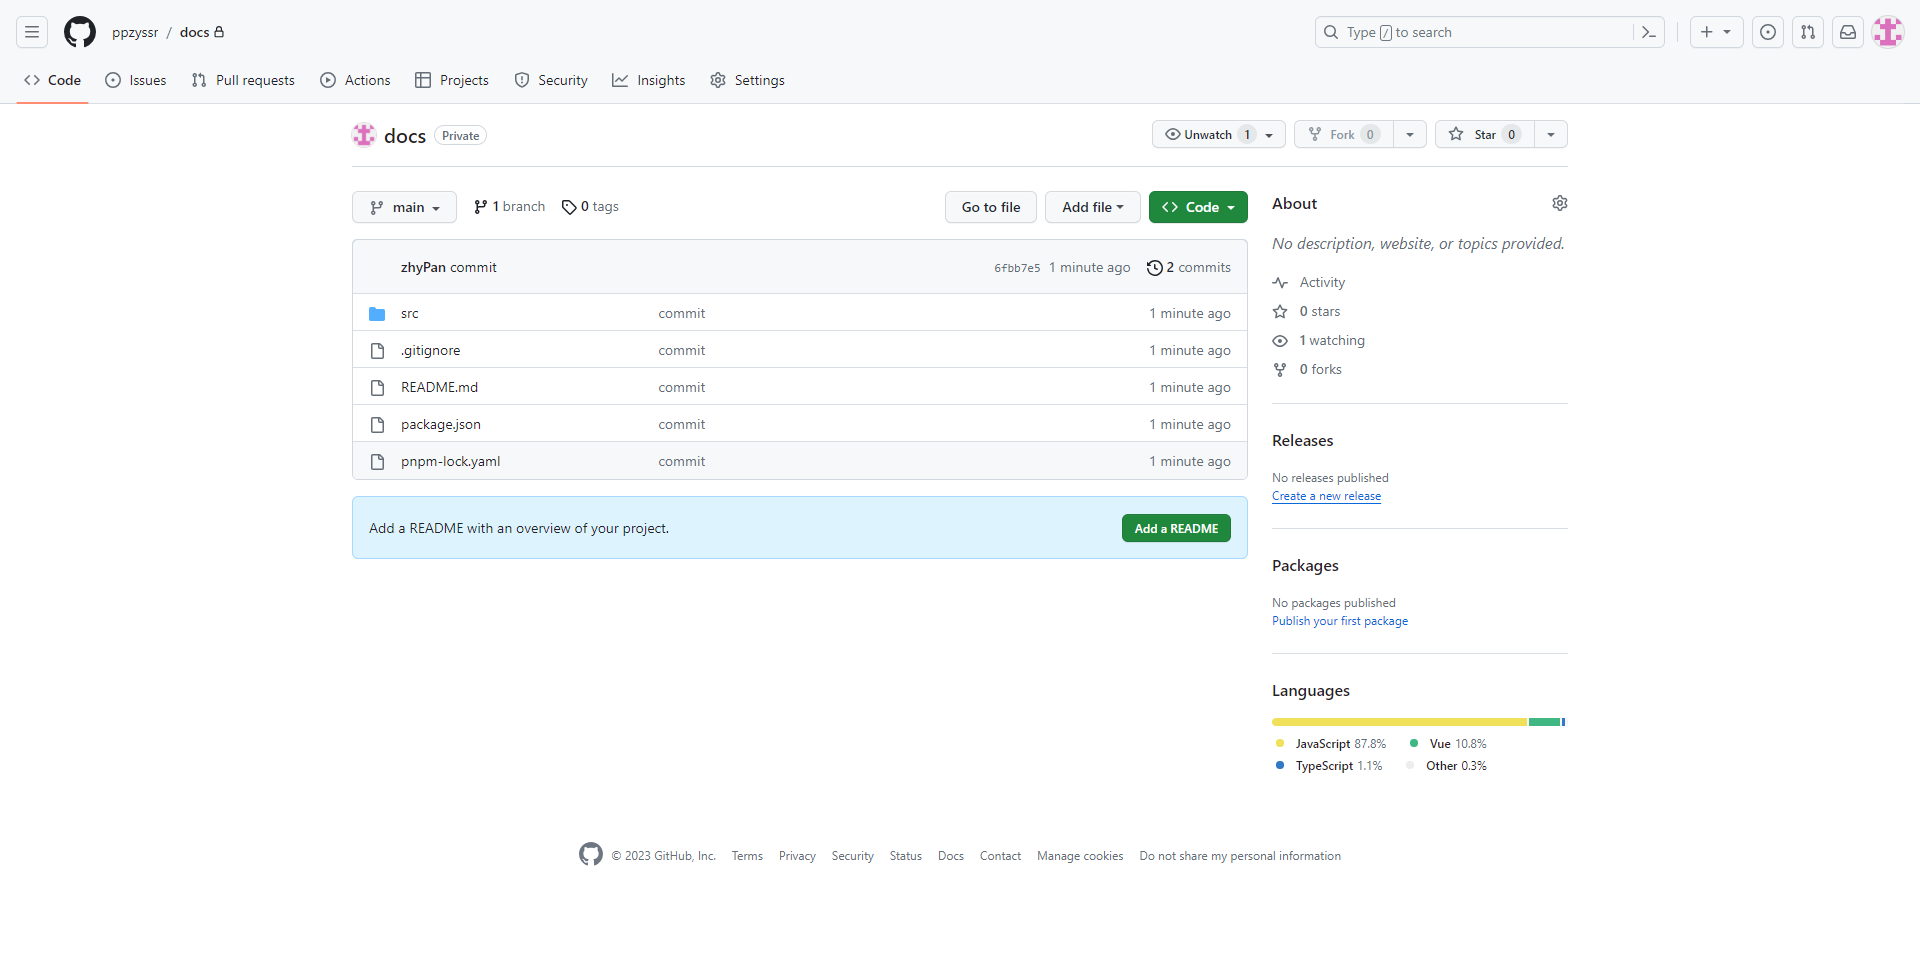 ppzyssr / docs
Type / to search
Code Issues Pull requests Actions Projects Security Insights Settings
docs Private
Unwatch 1 Fork 0 Star 0
main 1 branch 0 tags Go to file Add file Code
zhyPan commit 6fbb7e5 1 minute ago 2 commits
src commit 1 minute ago
.gitignore commit 1 minute ago
README.md commit 1 minute ago
package.json commit 1 minute ago
pnpm-lock.yaml commit 1 minute ago
Add a README with an overview of your project. Add a README
About
No description, website, or topics provided.
Activity
0 stars
1 watching
0 forks
Releases
No releases published
Create a new release
Packages
No packages published
Publish your first package
Languages
JavaScript 87.8% Vue 10.8%
TypeScript 1.1% Other 0.3%
© 2023 GitHub, Inc. Terms Privacy Security Status Docs Contact Manage cookies Do not share my personal information